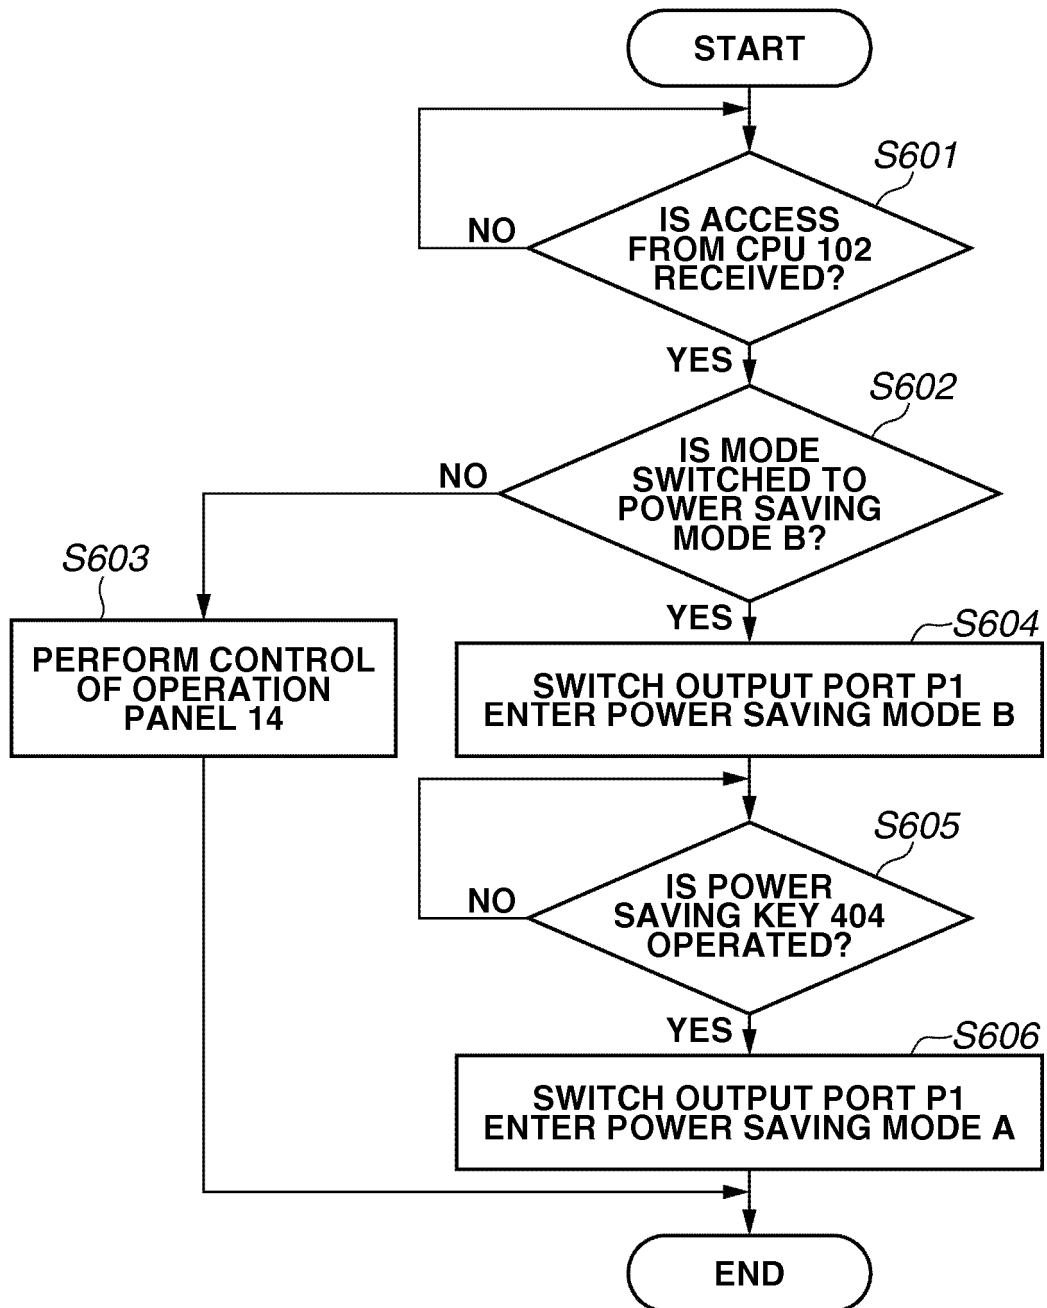 START
S601
IS ACCESS
FROM CPU 102
RECEIVED?
NO
YES
S602
IS MODE
SWITCHED TO
POWER SAVING
MODE B?
NO
YES
S603
PERFORM CONTROL
OF OPERATION
PANEL 14
S604
SWITCH OUTPUT PORT P1
ENTER POWER SAVING MODE B
S605
IS POWER
SAVING KEY 404
OPERATED?
NO
YES
S606
SWITCH OUTPUT PORT P1
ENTER POWER SAVING MODE A
END